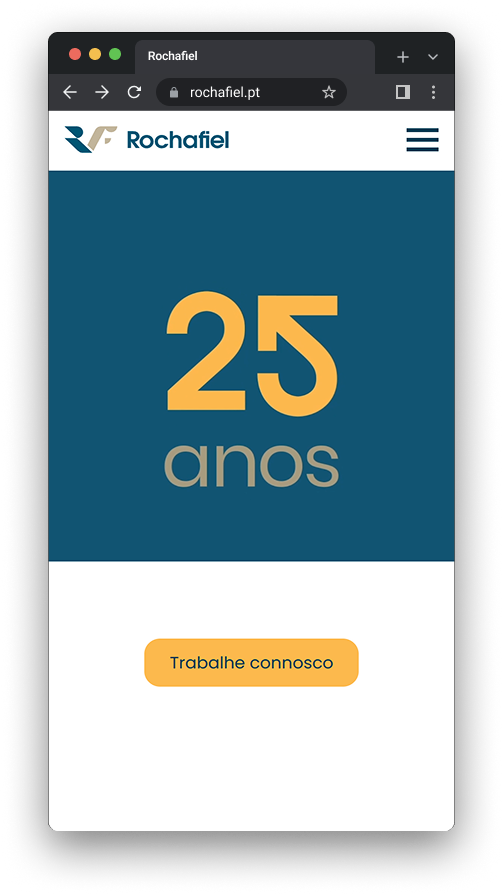 Rochafiel
rochafiel.pt
Rochafiel
25
anos
Trabalhe connosco